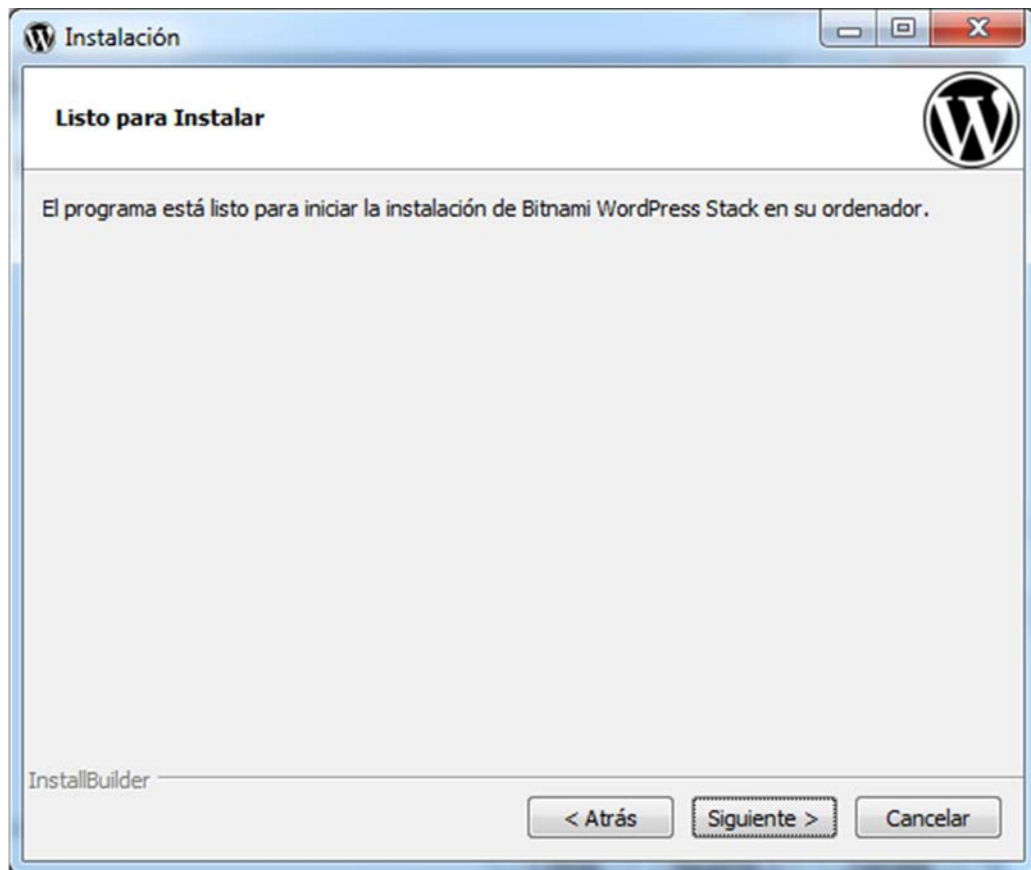 Instalación
Listo para Instalar
El programa está listo para iniciar la instalación de Bitnami WordPress Stack en su ordenador.
InstallBuilder
< Atrás
Siguiente >
Cancelar